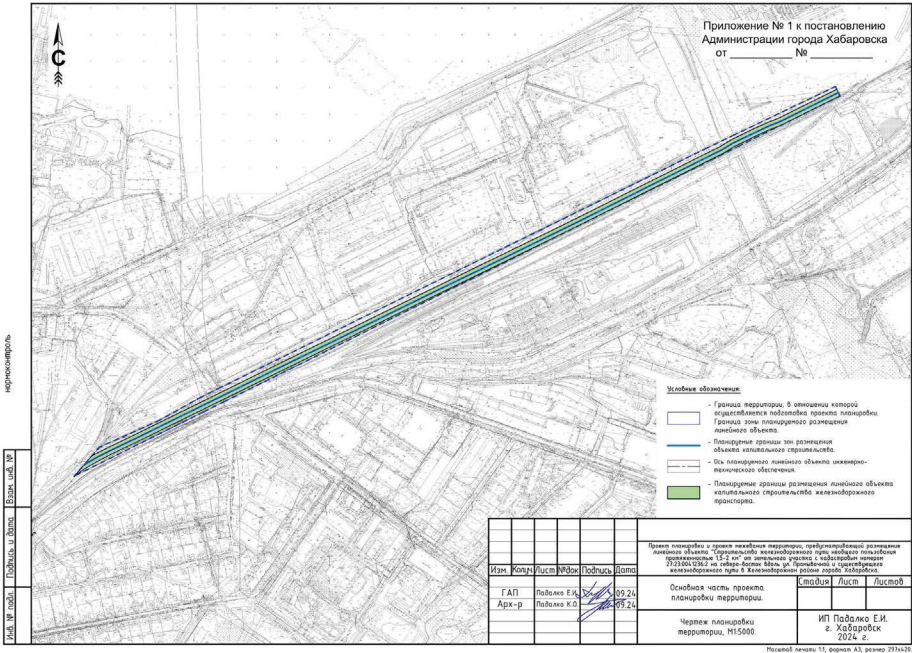 Приложение № 1 к постановлению
Администрации города Хабаровска
от __________ № __________
С
Условные обозначения:
- Граница территории, в отношении которой
осуществляется подготовка проекта планировки.
Граница зоны планируемого размещения
линейного объекта.
- Планируемые границы зон размещения
объекта капитального строительства.
- Ось планируемого линейного объекта инженерно-
технического обеспечения.
- Планируемые границы размещения линейного объекта
капитального строительства железнодорожного
транспорта.
нормоконтроль
Взам. инв. №
Подпись и дата
Инв. № подл.
Проект планировки и проект межевания территории, предусматривающий размещение
линейного объекта "Строительство железнодорожного пути необщего пользования
протяженностью 1,5-2 км" от земельного участка с кадастровым номером
на северо-восток вдоль ул. Промывочной и существующего
железнодорожного пути в Железнодорожном районе города Хабаровска.
Изм. Кол.уч Лист №док Подпись Дата
ГАП Падалко Е.И. 09.24
Арх-р Падалко К.О. 09.24
Основная часть проекта
планировки территории.
Стадия Лист Листов
Чертеж планировки
территории, М1:5000.
ИП Падалко Е.И.
г. Хабаровск
2024 г.
Масштаб печати 1:1, формат А3, размер 297х420.